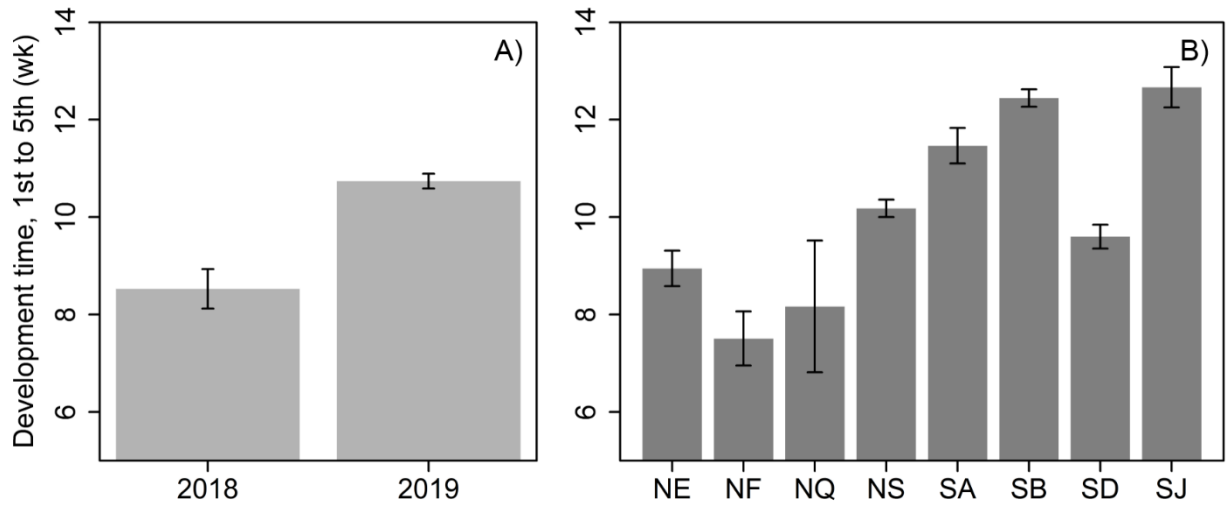 Development time, 1st to 5th (wk)
14
12
10
8
6
A)
2018 2019
14
12
10
8
6
B)
NE NF NQ NS SA SB SD SJ